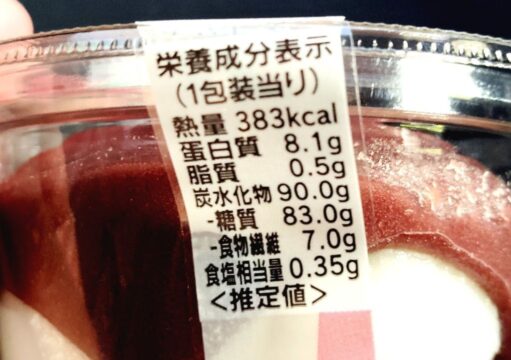 栄養成分表示
(1包装当り)
熱量 383kcal
蛋白質 8.1g
脂質 0.5g
炭水化物 90.0g
-糖質 83.0g
-食物繊維 7.0g
食塩相当量 0.35g
<推定値>